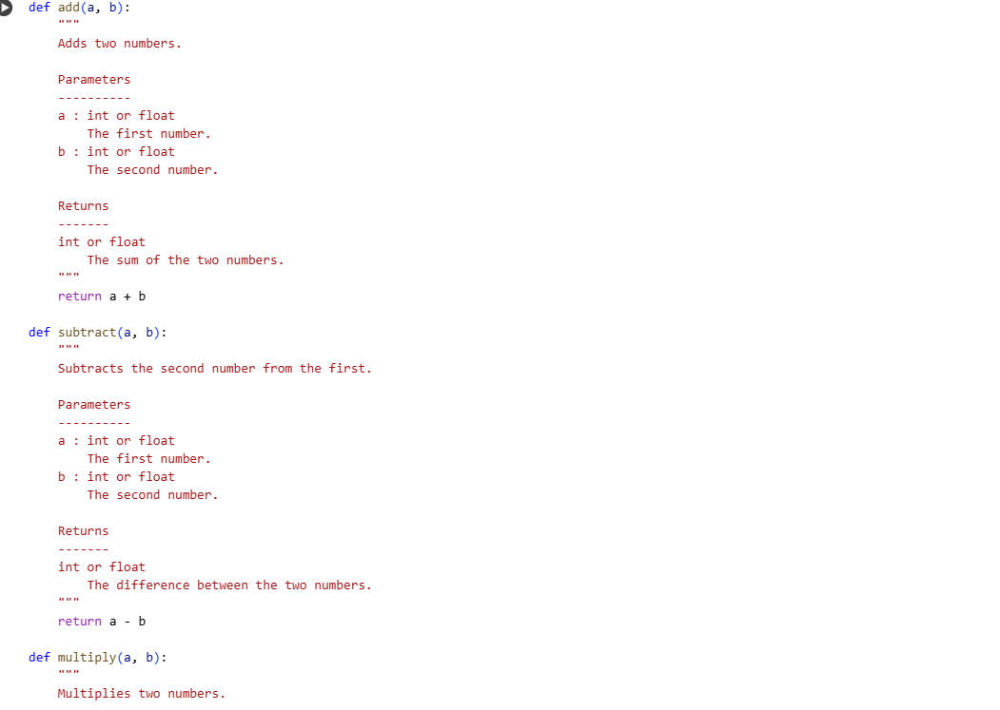 def add(a, b):
    """
    Adds two numbers.

    Parameters
    ----------
    a : int or float
        The first number.
    b : int or float
        The second number.

    Returns
    -------
    int or float
        The sum of the two numbers.
    """
    return a + b

def subtract(a, b):
    """
    Subtracts the second number from the first.

    Parameters
    ----------
    a : int or float
        The first number.
    b : int or float
        The second number.

    Returns
    -------
    int or float
        The difference between the two numbers.
    """
    return a - b

def multiply(a, b):
    """
    Multiplies two numbers.